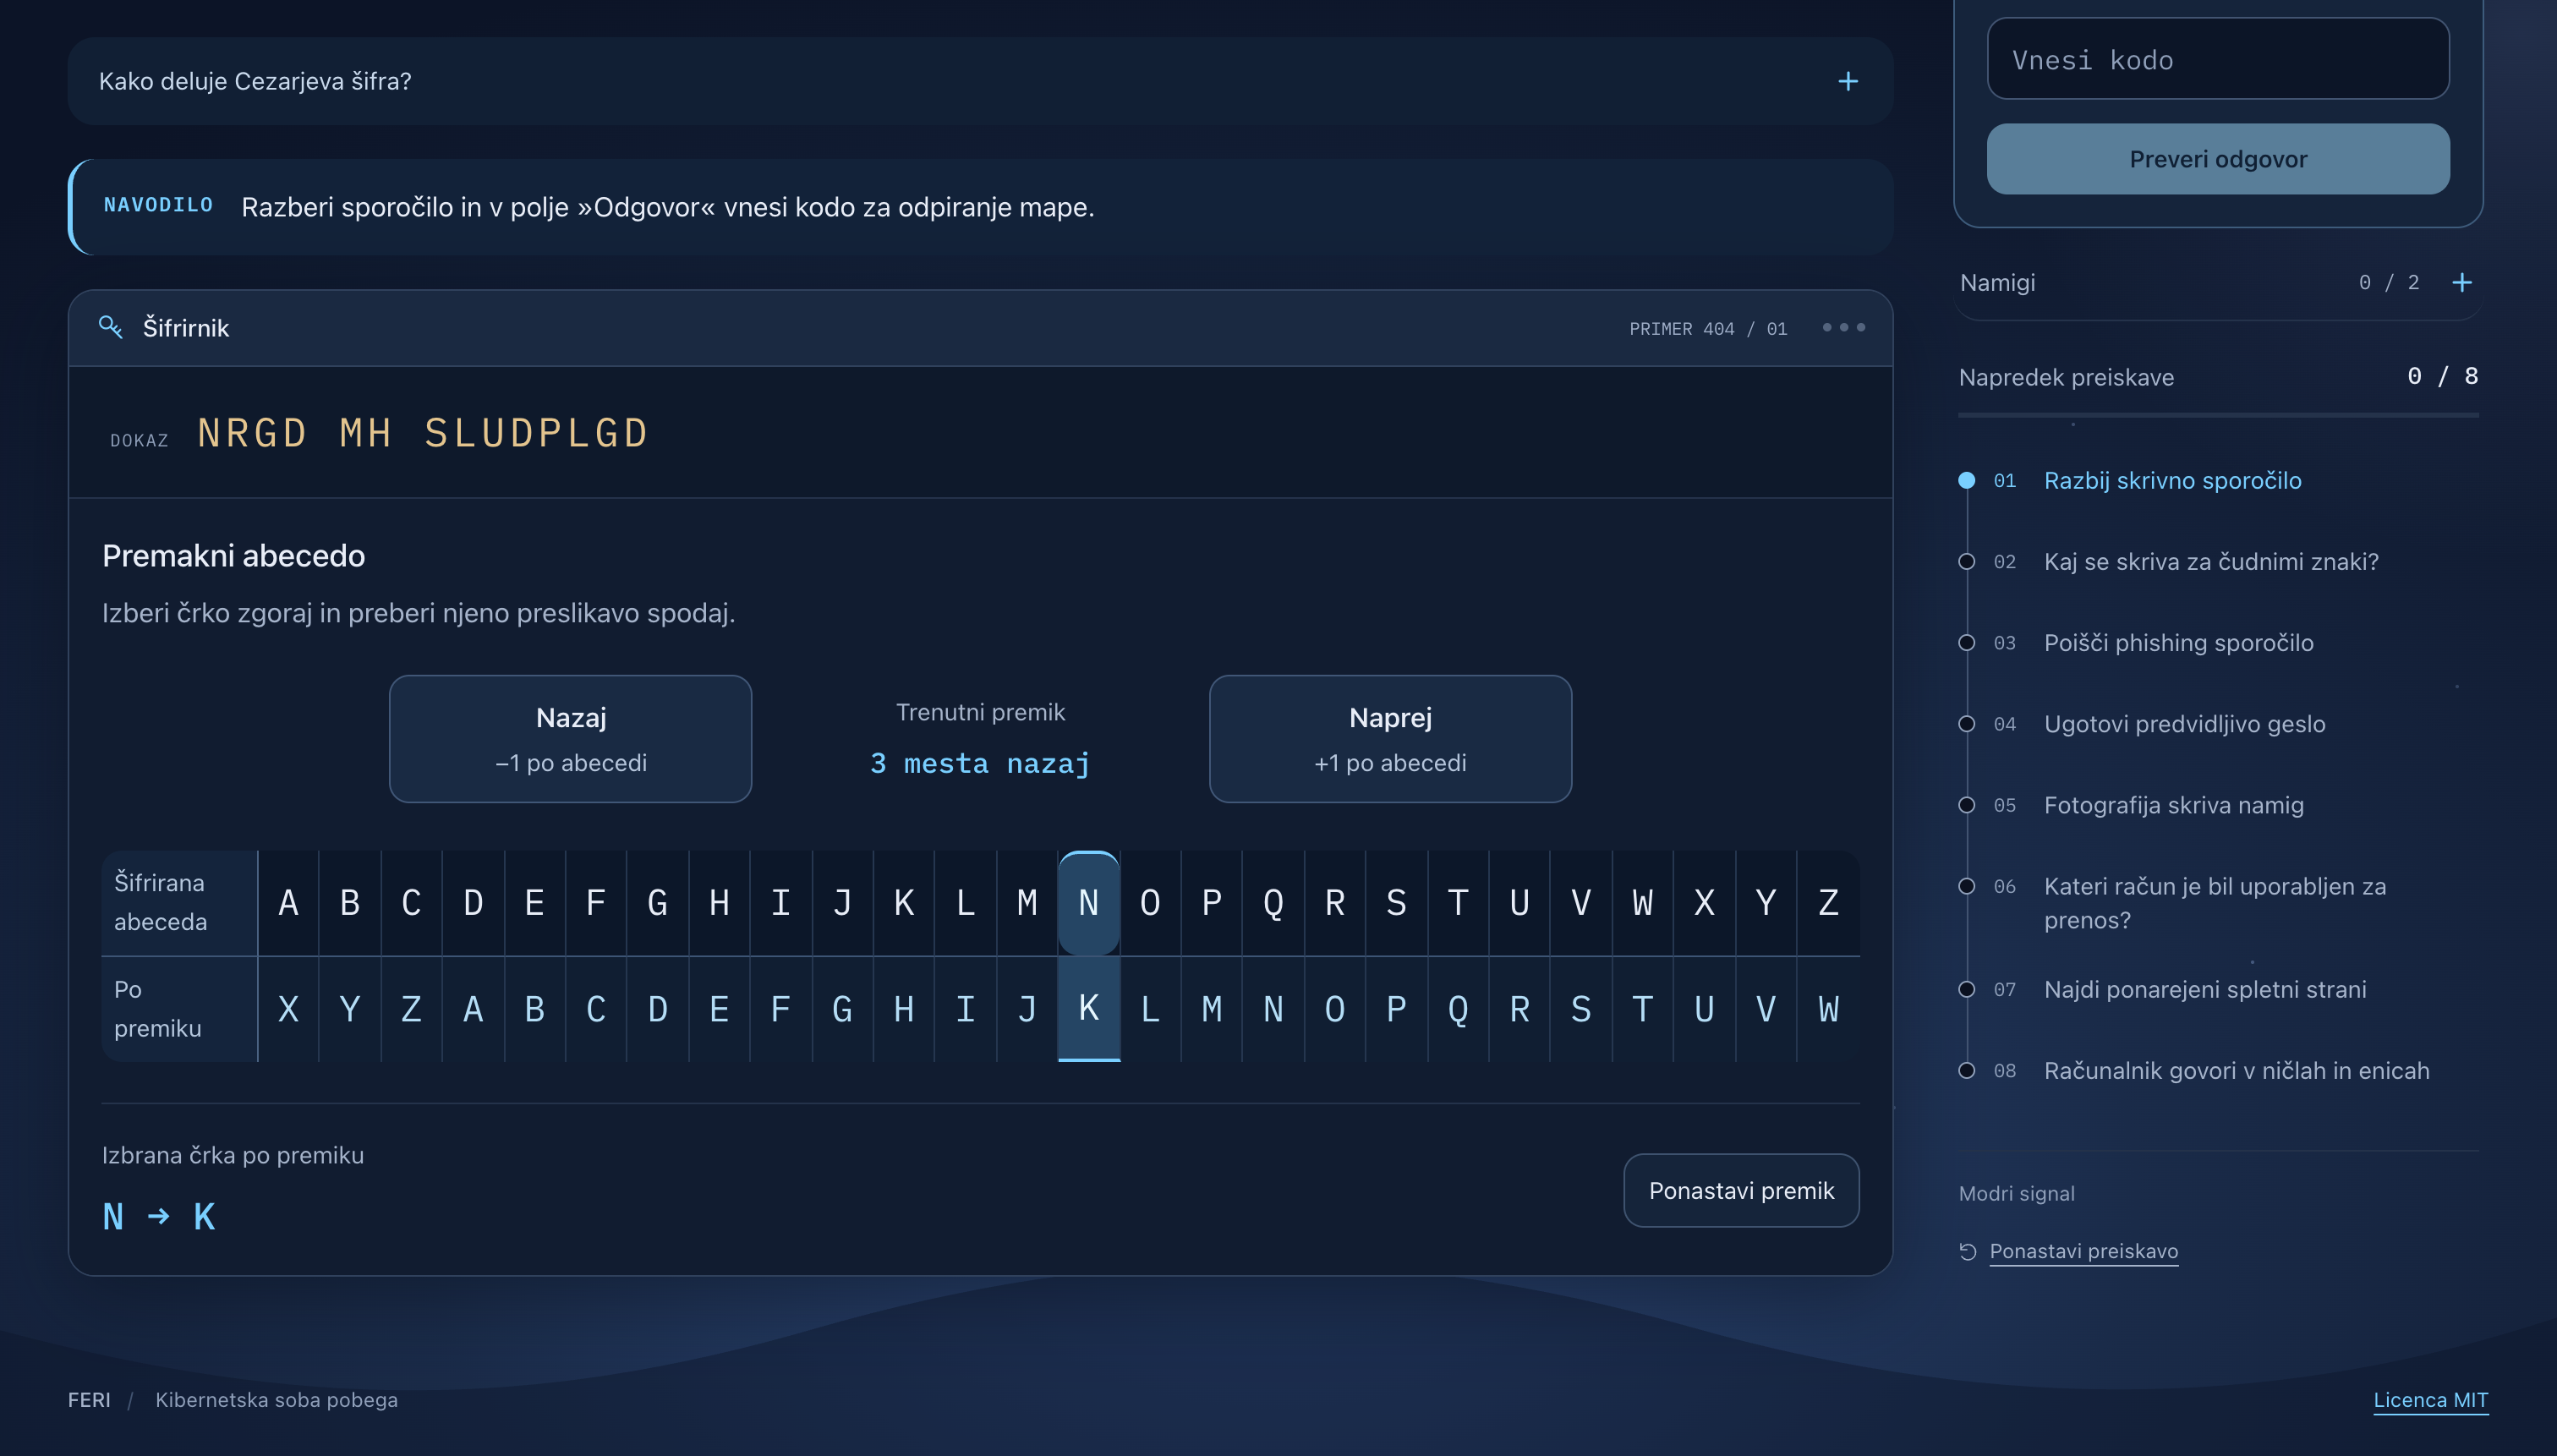 Kako deluje Cezarjeva šifra?
+
NAVODILO Razberi sporočilo in v polje »Odgovor« vnesi kodo za odpiranje mape.
Šifrirnik
PRIMER 404 / 01
DOKAZ NRGD MH SLUDPLGD
Premakni abecedo
Izberi črko zgoraj in preberi njeno preslikavo spodaj.
Nazaj
−1 po abecedi
Trenutni premik
3 mesta nazaj
Naprej
+1 po abecedi
Šifrirana
abeceda
A B C D E F G H I J K L M N O P Q R S T U V W X Y Z
Po
premiku
X Y Z A B C D E F G H I J K L M N O P Q R S T U V W
Izbrana črka po premiku
N → K
Ponastavi premik
Vnesi kodo
Preveri odgovor
Namigi 0 / 2 +
Napredek preiskave 0 / 8
01 Razbij skrivno sporočilo
02 Kaj se skriva za čudnimi znaki?
03 Poišči phishing sporočilo
04 Ugotovi predvidljivo geslo
05 Fotografija skriva namig
06 Kateri račun je bil uporabljen za
prenos?
07 Najdi ponarejeni spletni strani
08 Računalnik govori v ničlah in enicah
Modri signal
Ponastavi preiskavo
FERI / Kibernetska soba pobega
Licenca MIT